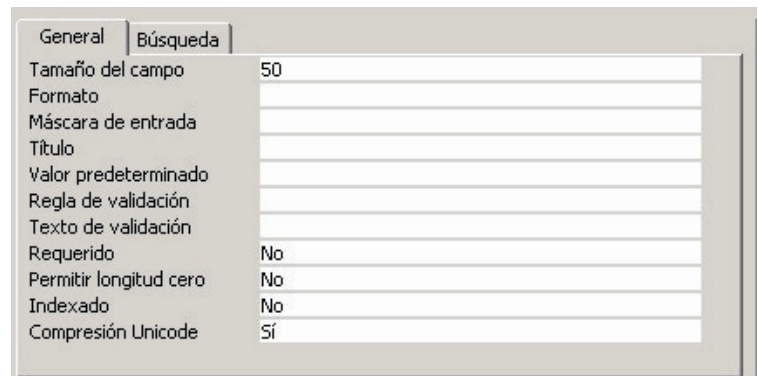 General Búsqueda
Tamaño del campo 50
Formato
Máscara de entrada
Título
Valor predeterminado
Regla de validación
Texto de validación
Requerido No
Permitir longitud cero No
Indexado No
Compresión Unicode Sí